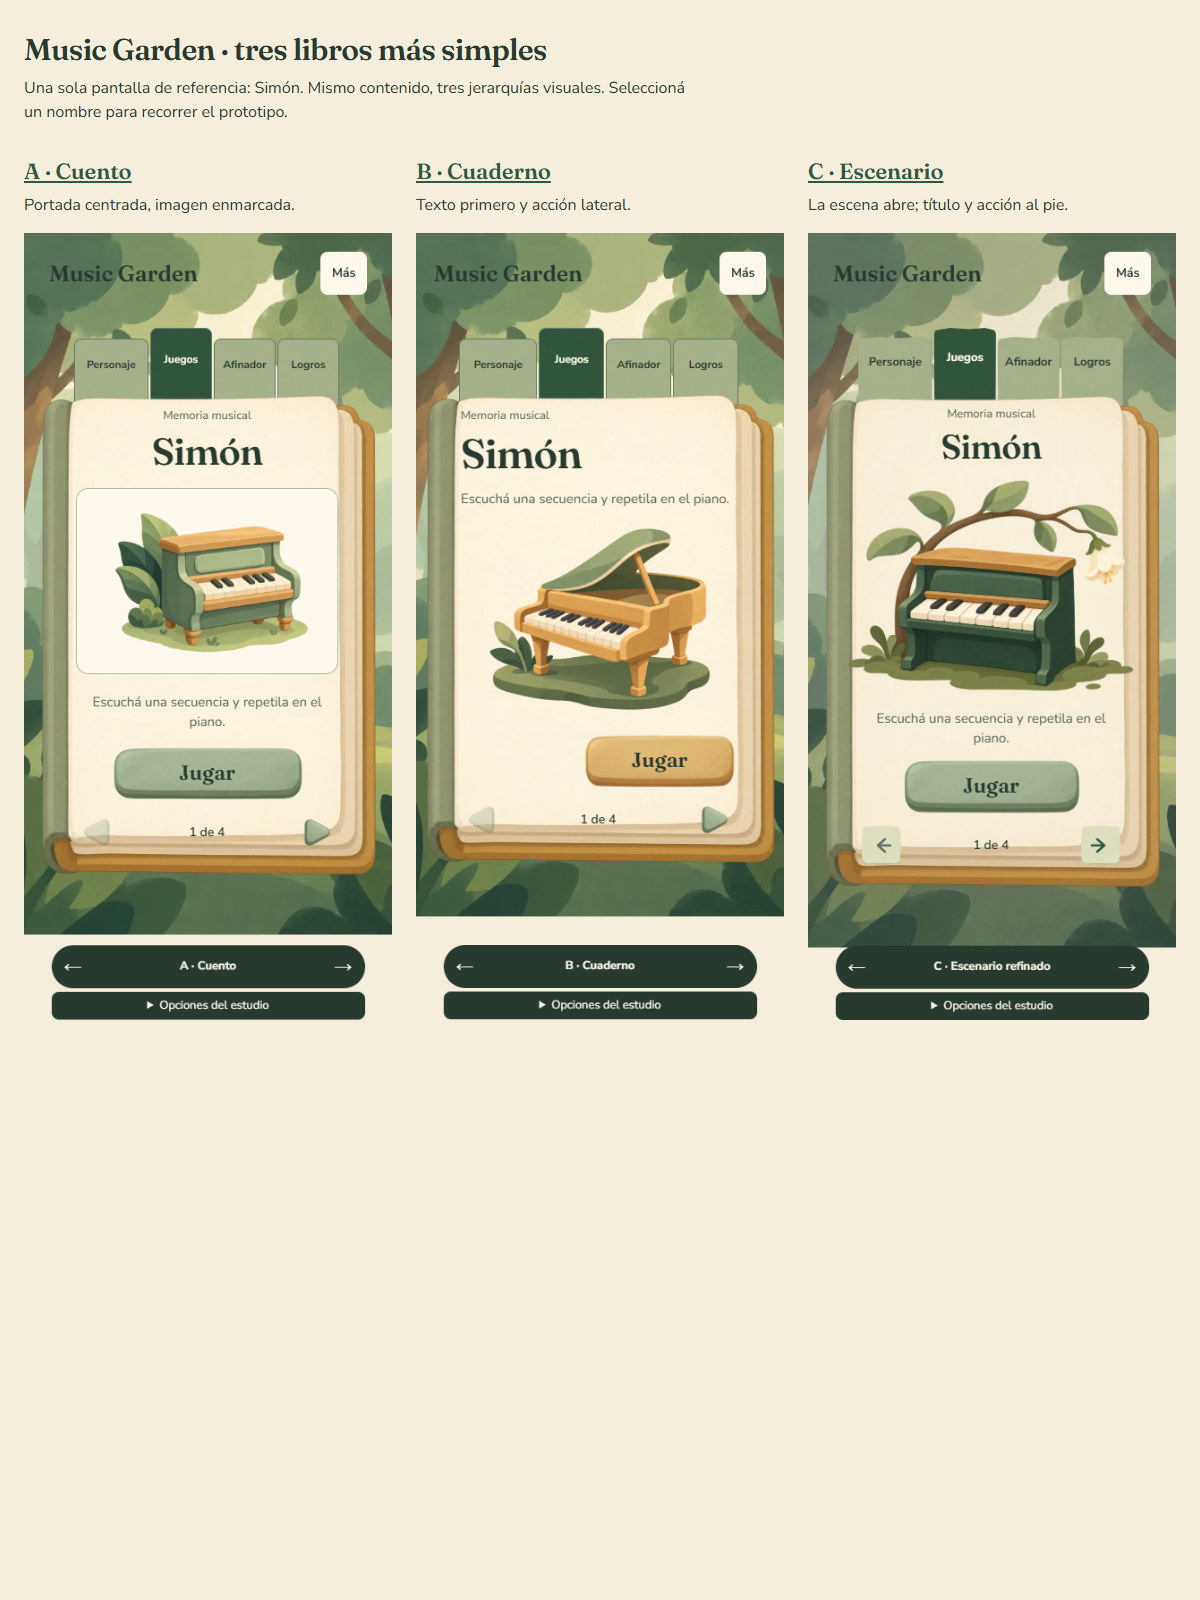 Music Garden · tres libros más simples
Una sola pantalla de referencia: Simón. Mismo contenido, tres jerarquías visuales. Seleccioná
un nombre para recorrer el prototipo.
A · Cuento
Portada centrada, imagen enmarcada.
Music Garden
Más
Personaje
Juegos
Afinador
Logros
Memoria musical
Simón
Escuchá una secuencia y repetila en el
piano.
Jugar
1 de 4
← A · Cuento →
▶ Opciones del estudio
B · Cuaderno
Texto primero y acción lateral.
Music Garden
Más
Personaje
Juegos
Afinador
Logros
Memoria musical
Simón
Escuchá una secuencia y repetila en el piano.
Jugar
1 de 4
← B · Cuaderno →
▶ Opciones del estudio
C · Escenario
La escena abre; título y acción al pie.
Music Garden
Más
Personaje
Juegos
Afinador
Logros
Memoria musical
Simón
Escuchá una secuencia y repetila en el
piano.
Jugar
← 1 de 4 →
← C · Escenario refinado →
▶ Opciones del estudio